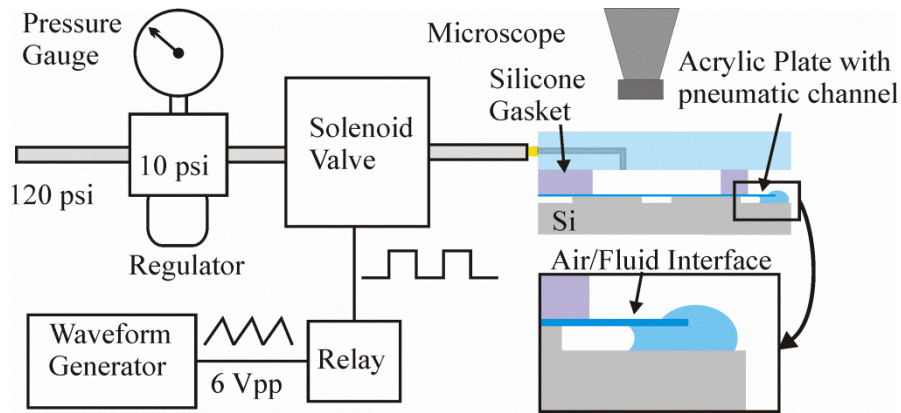 Pressure
Gauge
Microscope
Acrylic Plate with
pneumatic channel
Silicone
Gasket
Solenoid
Valve
10 psi
120 psi
Si
Regulator
Air/Fluid Interface
Waveform
Generator
6 Vpp
Relay